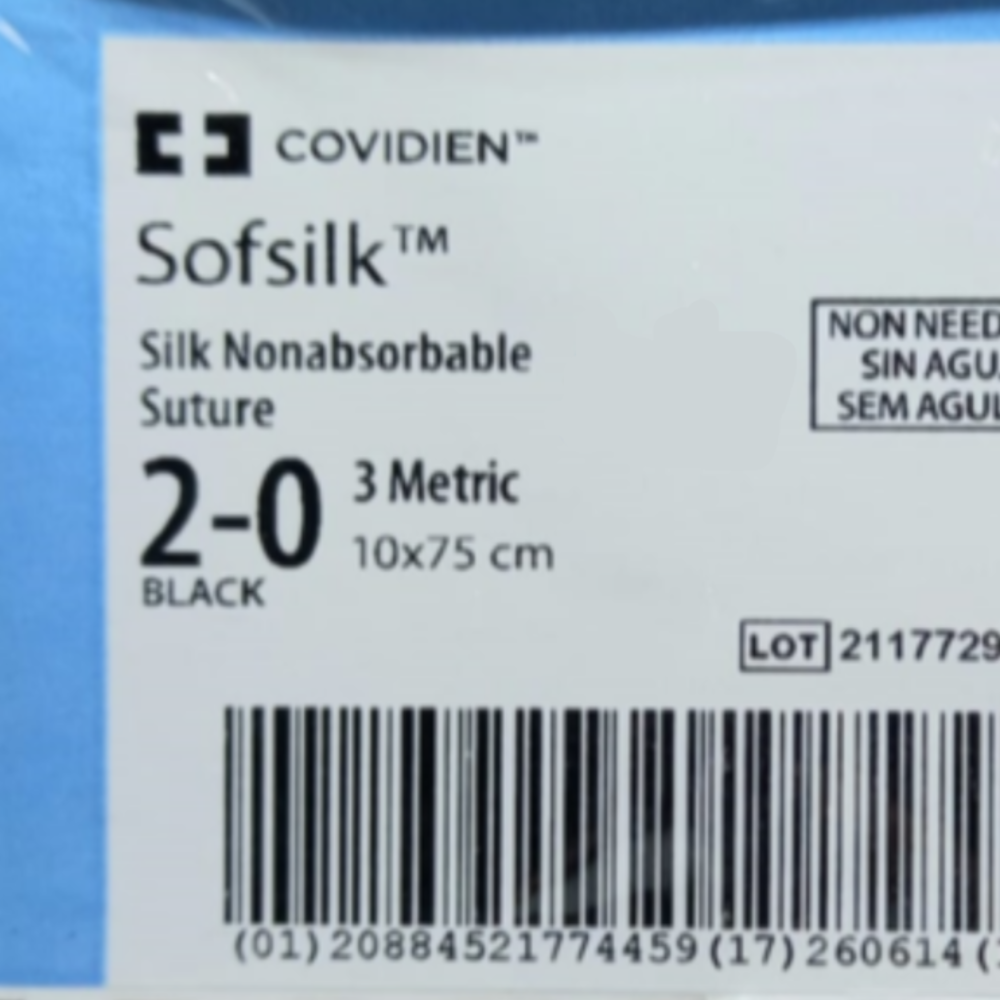 COVIDIEN™
Sofsilk™
Silk Nonabsorbable
Suture
NON NEED
SIN AGU
SEM AGUL
2-0 3 Metric
10x75 cm
BLACK
LOT 2117729
(01)20884521774459(17)260614(